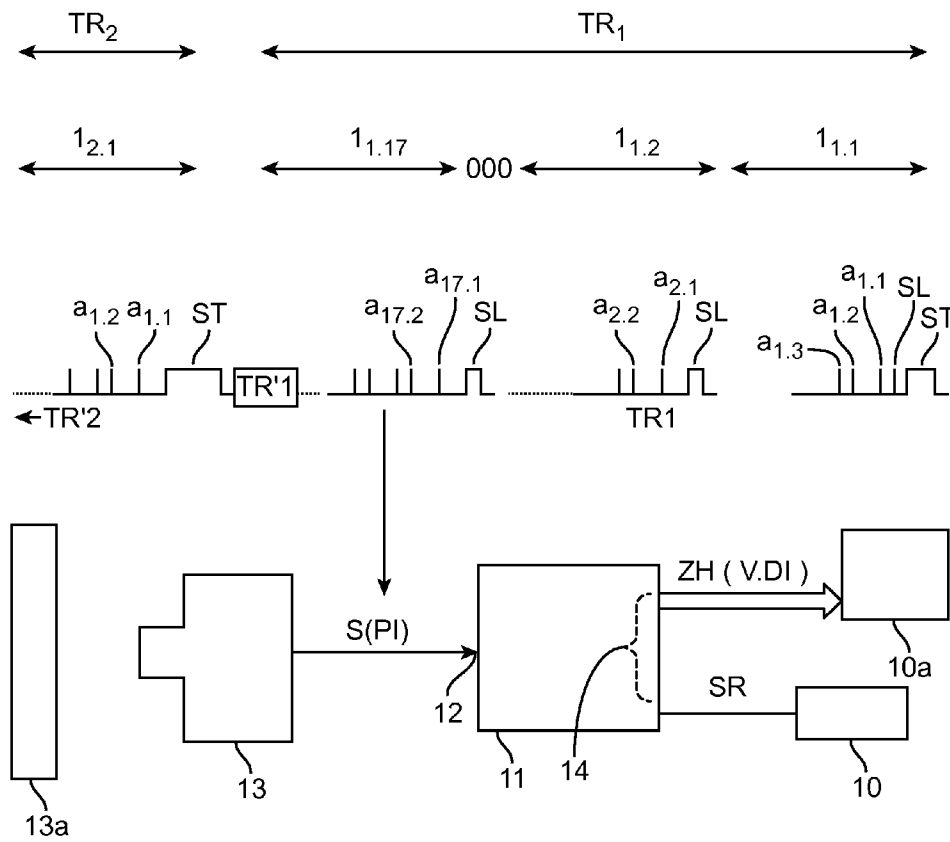 TR₂ TR₁
1₂.₁ 1₁.₁₇ 000 1₁.₂ 1₁.₁
a₁.₂ a₁.₁ ST a₁₇.₂ a₁₇.₁ SL a₂.₂ a₂.₁ SL a₁.₃ a₁.₂ a₁.₁ SL ST
TR'1
TR'2 TR1
ZH ( V.DI )
S(PI)
10a
12 SR
13 11 14 10
13a